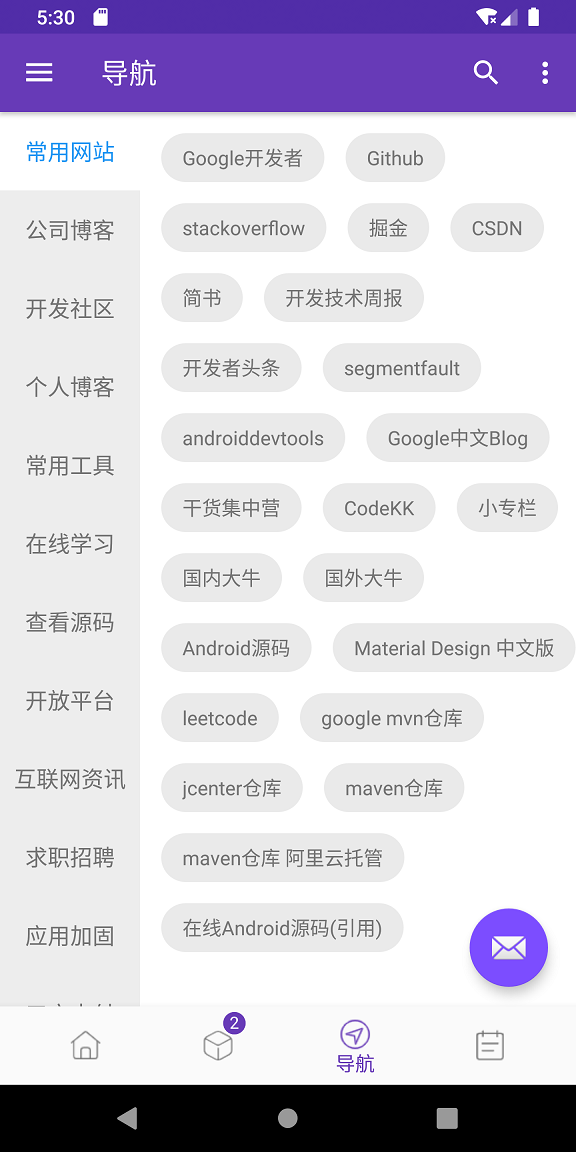 5:30
导航
常用网站
公司博客
开发社区
个人博客
常用工具
在线学习
查看源码
开放平台
互联网资讯
求职招聘
应用加固
Google开发者 Github
stackoverflow 掘金 CSDN
简书 开发技术周报
开发者头条 segmentfault
androiddevtools Google中文Blog
干货集中营 CodeKK 小专栏
国内大牛 国外大牛
Android源码 Material Design 中文版
leetcode google mvn仓库
jcenter仓库 maven仓库
maven仓库 阿里云托管
在线Android源码(引用)
2
导航